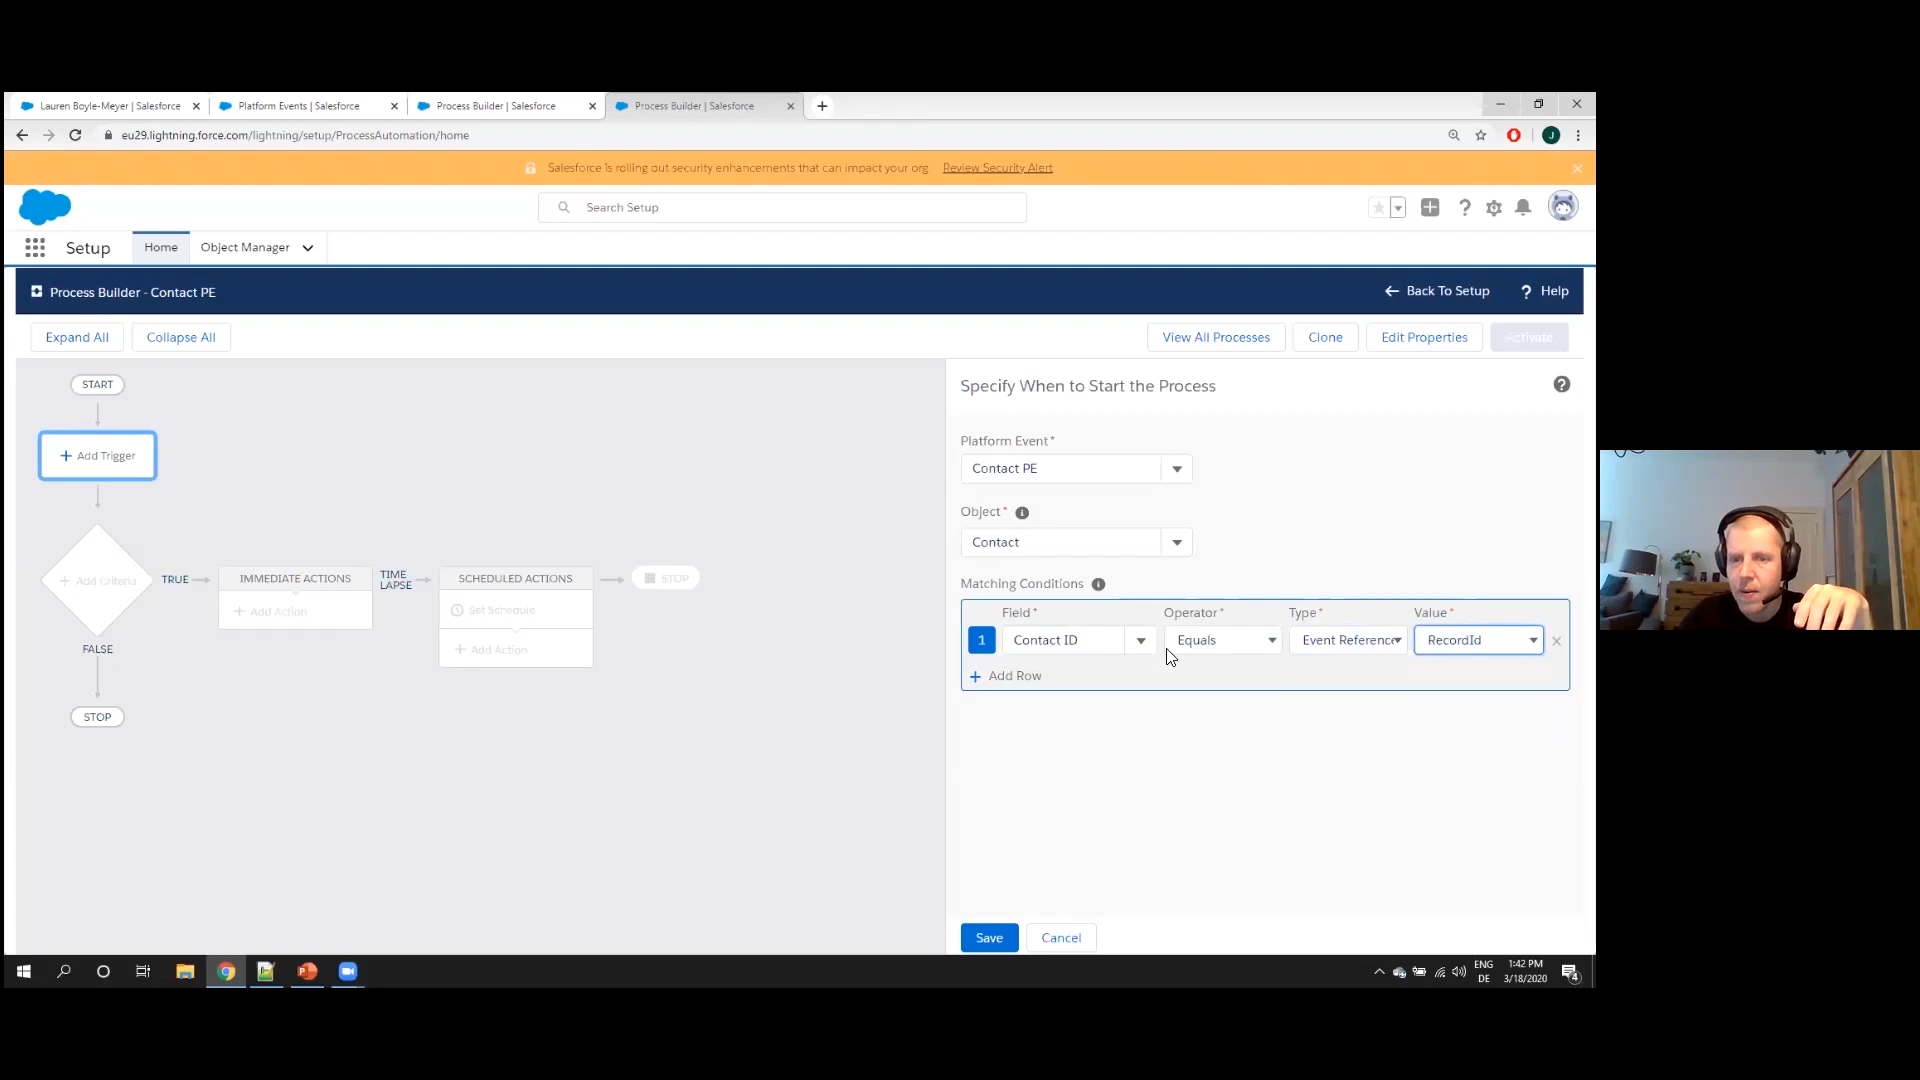 Lauren Boyle-Meyer | Salesforce
Platform Events | Salesforce
Process Builder | Salesforce
Process Builder | Salesforce
eu29.lightning.force.com/lightning/setup/ProcessAutomation/home
J
Salesforce is rolling out security enhancements that can impact your org. Review Security Alert
Search Setup
Setup
Home
Object Manager
Process Builder - Contact PE
Back To Setup
? Help
Expand All
Collapse All
View All Processes
Clone
Edit Properties
Activate
START
+ Add Trigger
+ Add Criteria
TRUE
IMMEDIATE ACTIONS
+ Add Action
TIME
LAPSE
SCHEDULED ACTIONS
Set Schedule
+ Add Action
STOP
FALSE
STOP
Specify When to Start the Process
Platform Event*
Contact PE
Object*
Contact
Matching Conditions
Field* Operator* Type* Value*
1 Contact ID Equals Event Reference RecordId
+ Add Row
Save
Cancel
ENG
DE
1:42 PM
3/18/2020
4